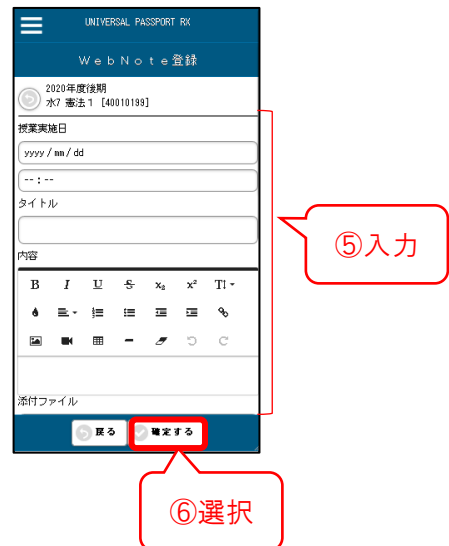 UNIVERSAL PASSPORT RX
ＷｅｂＮｏｔｅ登録
2020年度後期
水7 憲法１ [40010199]
授業実施日
yyyy / mm / dd
-- : --
タイトル
内容
B I U S x₂ x² T↕
添付ファイル
戻る 確定する
⑤入力
⑥選択